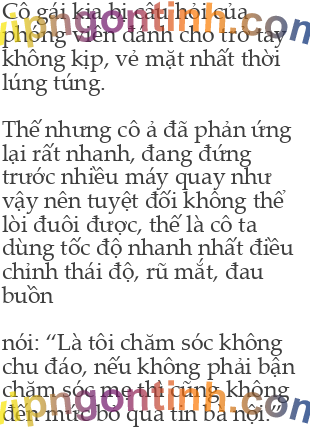 Cô gái kia bị câu hỏi của
phóng viên đánh cho trở tay
không kịp, vẻ mặt nhất thời
lúng túng.
Thế nhưng cô ả đã phản ứng
lại rất nhanh, đang đứng
trước nhiều máy quay như
vậy nên tuyệt đối không thể
lòi đuôi được, thế là cô ta
dùng tốc độ nhanh nhất điều
chỉnh thái độ, rũ mắt, đau
buồn
nói: “Là tôi chăm sóc không
chu đáo, nếu không phải bận
chăm sóc mẹ thì cũng không
đến mức bỏ qua tin bà nội.”
vipngontinh.com
vipngontinh.com